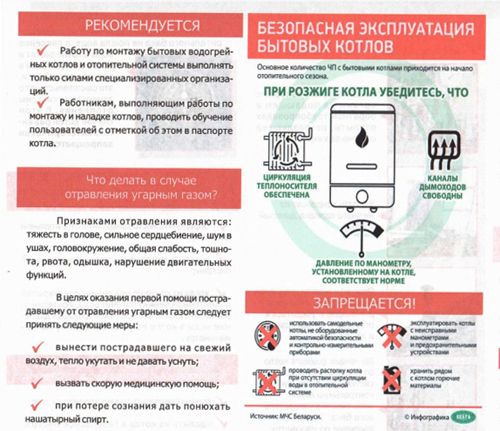 РЕКОМЕНДУЕТСЯ
Работу по монтажу бытовых водогрей-
ных котлов и отопительной системы выполнять
только силами специализированных организа-
ций.
Работникам, выполняющим работы по
монтажу и наладке котлов, проводить обучение
пользователей с отметкой об этом в паспорте
котла.
Что делать в случае
отравления угарным газом?
Признаками отравления являются:
тяжесть в голове, сильное сердцебиение, шум в
ушах, головокружение, общая слабость, тошно-
та, рвота, одышка, нарушение двигательных
функций.
В целях оказания первой помощи постра-
давшему от отравления угарным газом следует
принять следующие меры:
вынести пострадавшего на свежий
воздух, тепло укутать и не давать уснуть;
вызвать скорую медицинскую помощь;
при потере сознания дать понюхать
нашатырный спирт.
БЕЗОПАСНАЯ ЭКСПЛУАТАЦИЯ
БЫТОВЫХ КОТЛОВ
Основное количество ЧП с бытовыми котлами приходится на начало
отопительного сезона.
ПРИ РОЗЖИГЕ КОТЛА УБЕДИТЕСЬ, ЧТО
ЦИРКУЛЯЦИЯ
ТЕПЛОНОСИТЕЛЯ
ОБЕСПЕЧЕНА
КАНАЛЫ
ДЫМОХОДОВ
СВОБОДНЫ
ДАВЛЕНИЕ ПО МАНОМЕТРУ,
УСТАНОВЛЕННОМУ НА КОТЛЕ,
СООТВЕТСТВУЕТ НОРМЕ
ЗАПРЕЩАЕТСЯ!
использовать самодельные
котлы, не оборудованные
автоматикой безопасности
и контрольно-измерительными
приборами
эксплуатировать котлы
с неисправными
манометрами
и предохранительными
устройствами
проводить растопку котла
при отсутствии циркуляции
воды в отопительной
системе
хранить рядом
с котлом горючие
материалы
Источник: МЧС Беларуси.
© Инфографика БЕЛТА